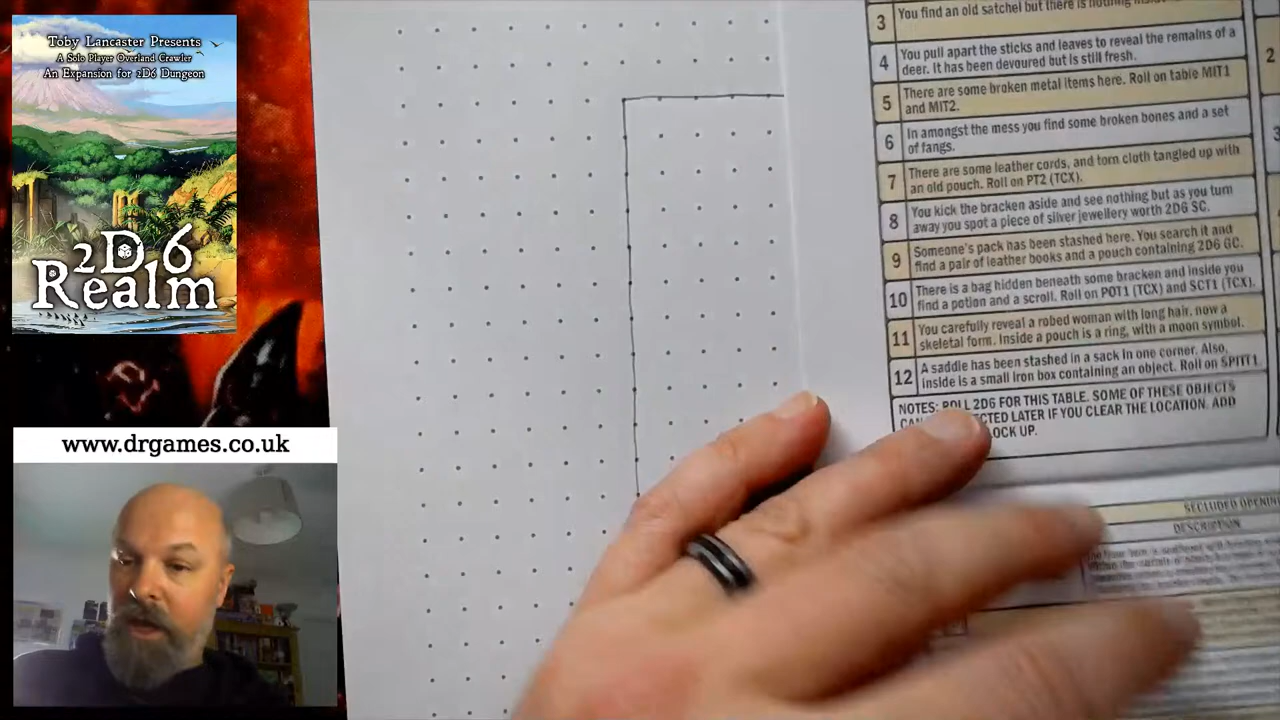 Toby Lancaster Presents
A Solo Player Overland Crawler
An Expansion for 2D6 Dungeon
2D6
Realm
www.drgames.co.uk
3 You find an old satchel but there is nothing
4 You pull apart the sticks and leaves to reveal the remains of a
deer. It has been devoured but is still fresh.
5 There are some broken metal items here. Roll on table MIT1
and MIT2.
6 In amongst the mess you find some broken bones and a set
of fangs.
7 There are some leather cords, and torn cloth tangled up with
an old pouch. Roll on PT2 (TCX).
8 You kick the bracken aside and see nothing but as you turn
away you spot a piece of silver jewellery worth 2D6 SC.
9 Someone's pack has been stashed here. You search it and
find a pair of leather books and a pouch containing 2D6 GC.
10 There is a bag hidden beneath some bracken and inside you
find a potion and a scroll. Roll on POT1 (TCX) and SCT1 (TCX).
11 You carefully reveal a robed woman with long hair, now a
skeletal form. Inside a pouch is a ring, with a moon symbol.
12 A saddle has been stashed in a sack in one corner. Also,
inside is a small iron box containing an object. Roll on SPITT1.
NOTES: ROLL 2D6 FOR THIS TABLE. SOME OF THESE OBJECTS
LATER IF YOU CLEAR THE LOCATION. ADD
UP.
2
3
SECLUDED
DESCRIPTION